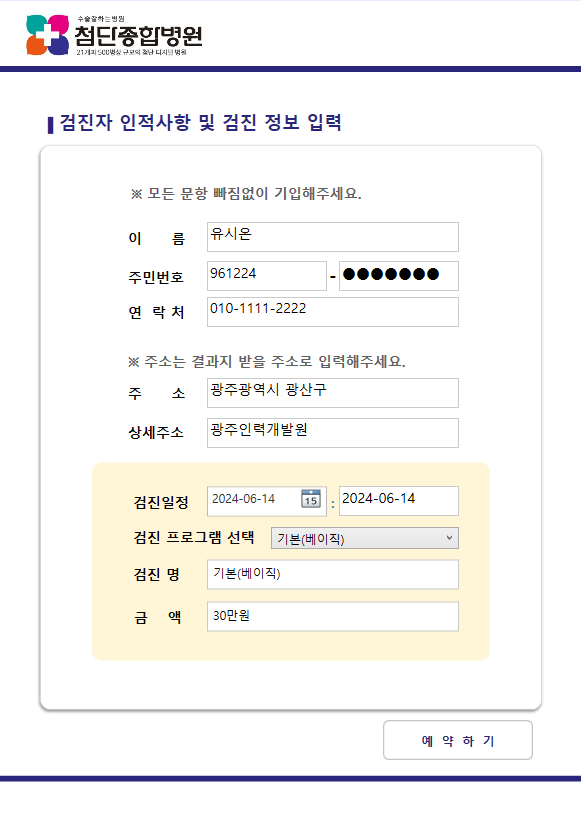 수술잘하는병원
첨단종합병원
21개과 500병상 규모의 첨단 디지털 병원
검진자 인적사항 및 검진 정보 입력
※ 모든 문항 빠짐없이 기입해주세요.
이 름 유시온
주민번호 961224 - ●●●●●●●
연 락 처 010-1111-2222
※ 주소는 결과지 받을 주소로 입력해주세요.
주 소 광주광역시 광산구
상세주소 광주인력개발원
검진일정 2024-06-14 15 : 2024-06-14
검진 프로그램 선택 기본(베이직)
검진 명 기본(베이직)
금 액 30만원
예 약 하 기